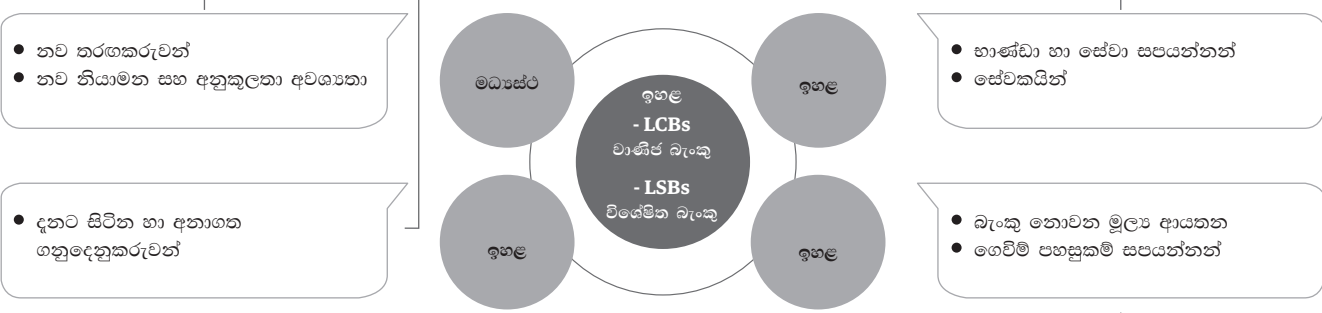 ● නව තරඟකරුවන්
● නව නියාමන සහ අනුකූලතා අවශ්‍යතා
මධ්‍යස්ථ
ඉහළ
- LCBs
වාණිජ බැංකු
- LSBs
විශේෂිත බැංකු
ඉහළ
● භාණ්ඩා හා සේවා සපයන්නන්
● සේවකයින්
● දැනට සිටින හා අනාගත
ගනුදෙනුකරුවන්
ඉහළ
ඉහළ
● බැංකු නොවන මූල්‍ය ආයතන
● ගෙවීම් පහසුකම් සපයන්නන්